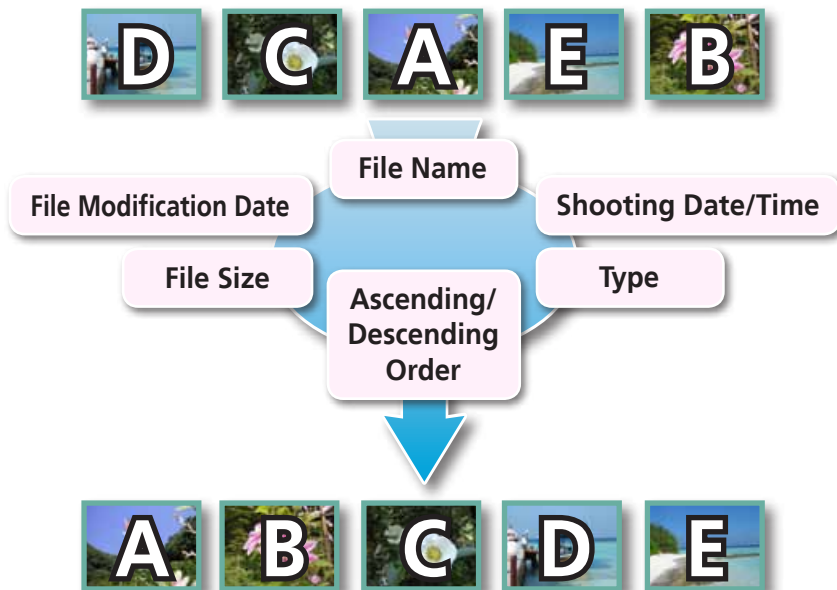 D C A E B
File Name
File Modification Date
Shooting Date/Time
File Size
Type
Ascending/
Descending
Order
A B C D E